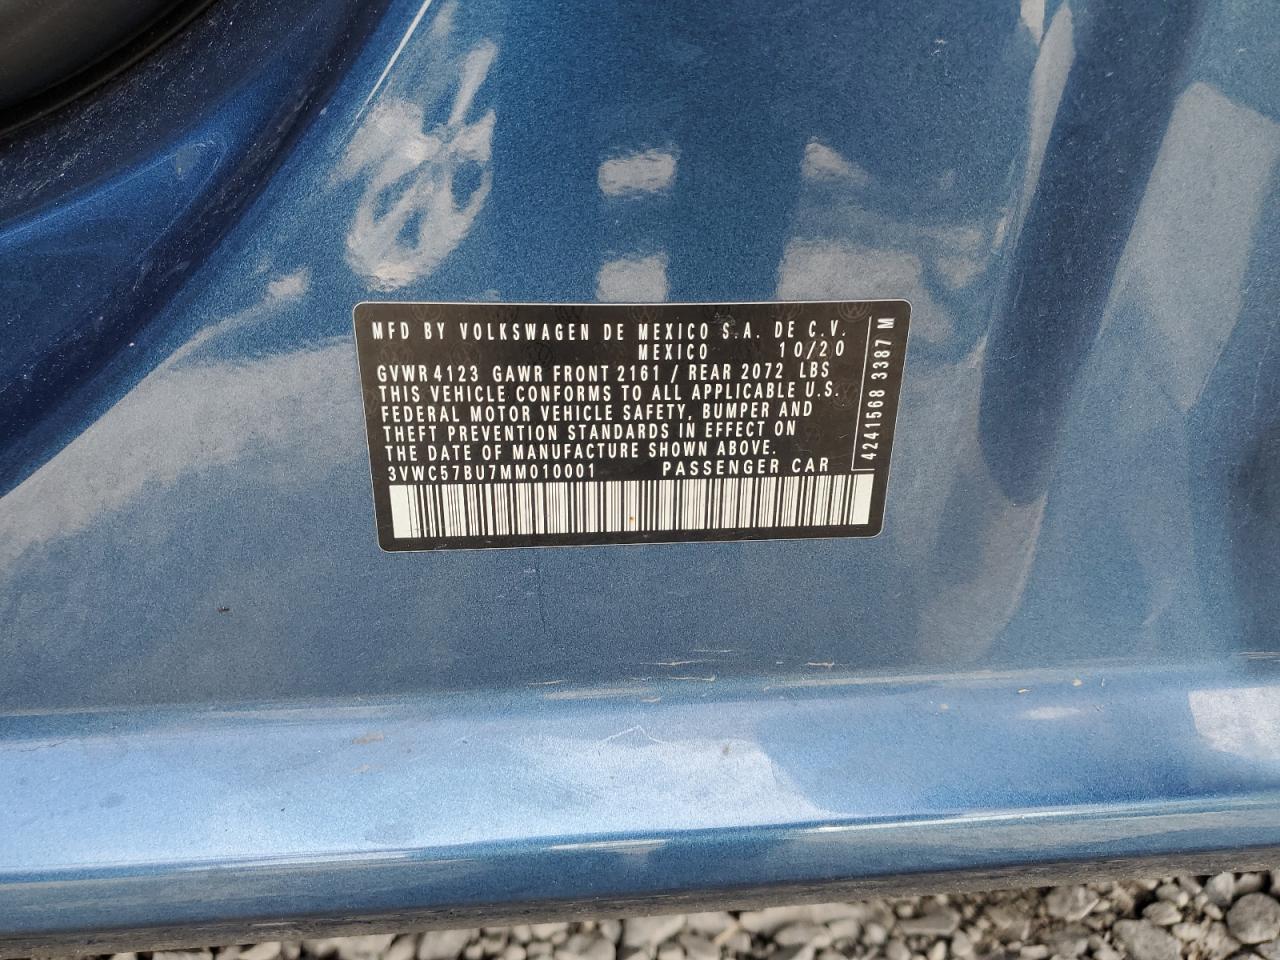 MFD BY VOLKSWAGEN DE MEXICO S.A. DE C.V.
MEXICO 10/20
GVWR 4123 GAWR FRONT 2161 / REAR 2072 LBS
THIS VEHICLE CONFORMS TO ALL APPLICABLE U.S.
FEDERAL MOTOR VEHICLE SAFETY, BUMPER AND
THEFT PREVENTION STANDARDS IN EFFECT ON
THE DATE OF MANUFACTURE SHOWN ABOVE.
3VWC57BU7MM010001 PASSENGER CAR
4241568 3387 M